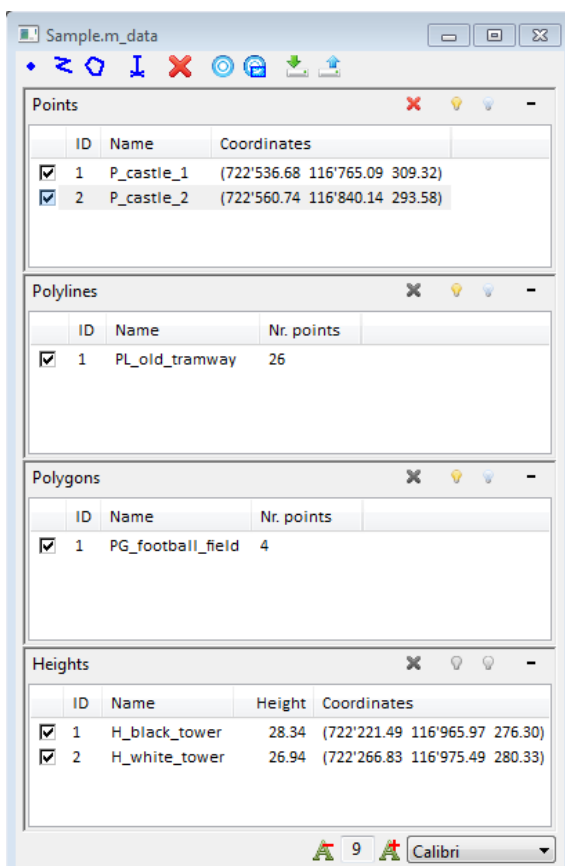 Sample.m_data
Points
ID Name Coordinates
1 P_castle_1 (722'536.68 116'765.09 309.32)
2 P_castle_2 (722'560.74 116'840.14 293.58)
Polylines
ID Name Nr. points
1 PL_old_tramway 26
Polygons
ID Name Nr. points
1 PG_football_field 4
Heights
ID Name Height Coordinates
1 H_black_tower 28.34 (722'221.49 116'965.97 276.30)
2 H_white_tower 26.94 (722'266.83 116'975.49 280.33)
A 9 A Calibri